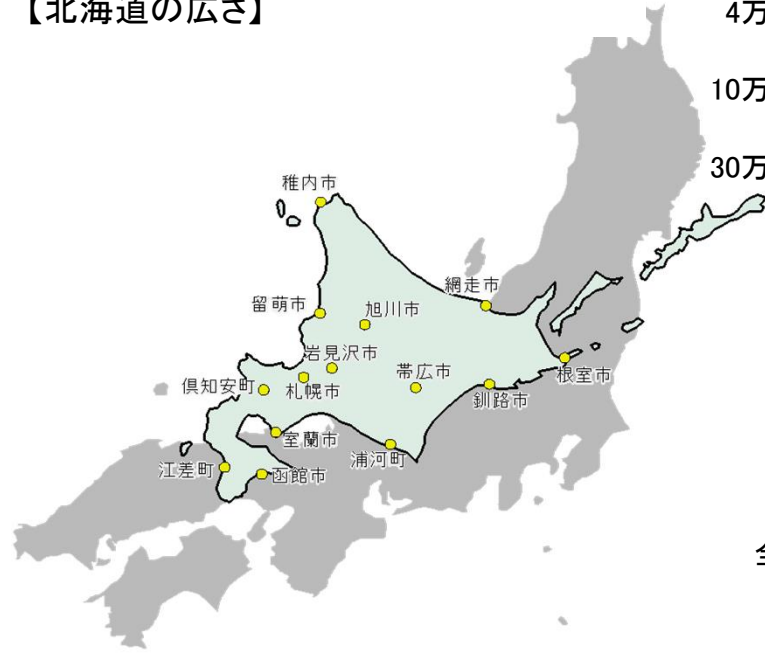 【北海道の広さ】
4万
10万
30万
稚内市
網走市
留萌市
旭川市
岩見沢市
帯広市
根室市
倶知安町
札幌市
釧路市
室蘭市
浦河町
江差町
函館市